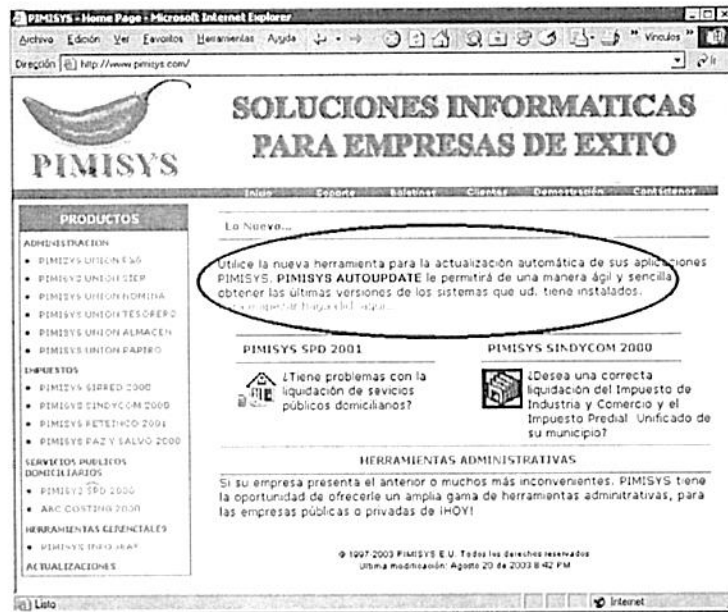 PIMISYS - Home Page - Microsoft Internet Explorer
Archivo Edición Ver Favoritos Herramientas Ayuda
Vínculos
Dirección http://www.pimisys.com/
Ir
PIMISYS
SOLUCIONES INFORMATICAS
PARA EMPRESAS DE EXITO
Inicio Soporte Boletines Clientes Demostración Contáctenos
PRODUCTOS
ADMINISTRACION
PIMISYS UNION
PIMISYS UNION
PIMISYS UNION NOMINA
PIMISYS UNION TESORERO
PIMISYS UNION ALMACEN
PIMISYS UNION PAPIRO
IMPUESTOS
PIMISYS SIPRED 2000
PIMISYS SINDYCOM 2000
PIMISYS RETEINCO 2001
PIMISYS PAZ Y SALVO 2000
SERVICIOS PUBLICOS
DOMICILIARIOS
PIMISYS SPD 2000
ABC COSTING 2000
HERRAMIENTAS GERENCIALES
PIMISYS
ACTUALIZACIONES
Lo Nuevo...
Utilice la nueva herramienta para la actualización automática de sus aplicaciones
PIMISYS. PIMISYS AUTOUPDATE le permitirá de una manera ágil y sencilla
obtener las últimas versiones de los sistemas que ud. tiene instalados.
haga clic aquí...
PIMISYS SPD 2001
¿Tiene problemas con la
liquidación de sevicios
públicos domicilianos?
PIMISYS SINDYCOM 2000
¿Desea una correcta
liquidación del Impuesto de
Industria y Comercio y el
Impuesto Predial Unificado de
su municipio?
HERRAMIENTAS ADMINISTRATIVAS
Si su empresa presenta el anterior o muchos más inconvenientes. PIMISYS tiene
la oportunidad de ofrecerle un amplia gama de herramientas adminitrativas, para
las empresas públicas o privadas de ¡HOY!
© 1997-2003 PIMISYS E.U. Todos los derechos reservados
Ultima modificación: Agosto 20 de 2003 8:42 PM
Listo
Internet